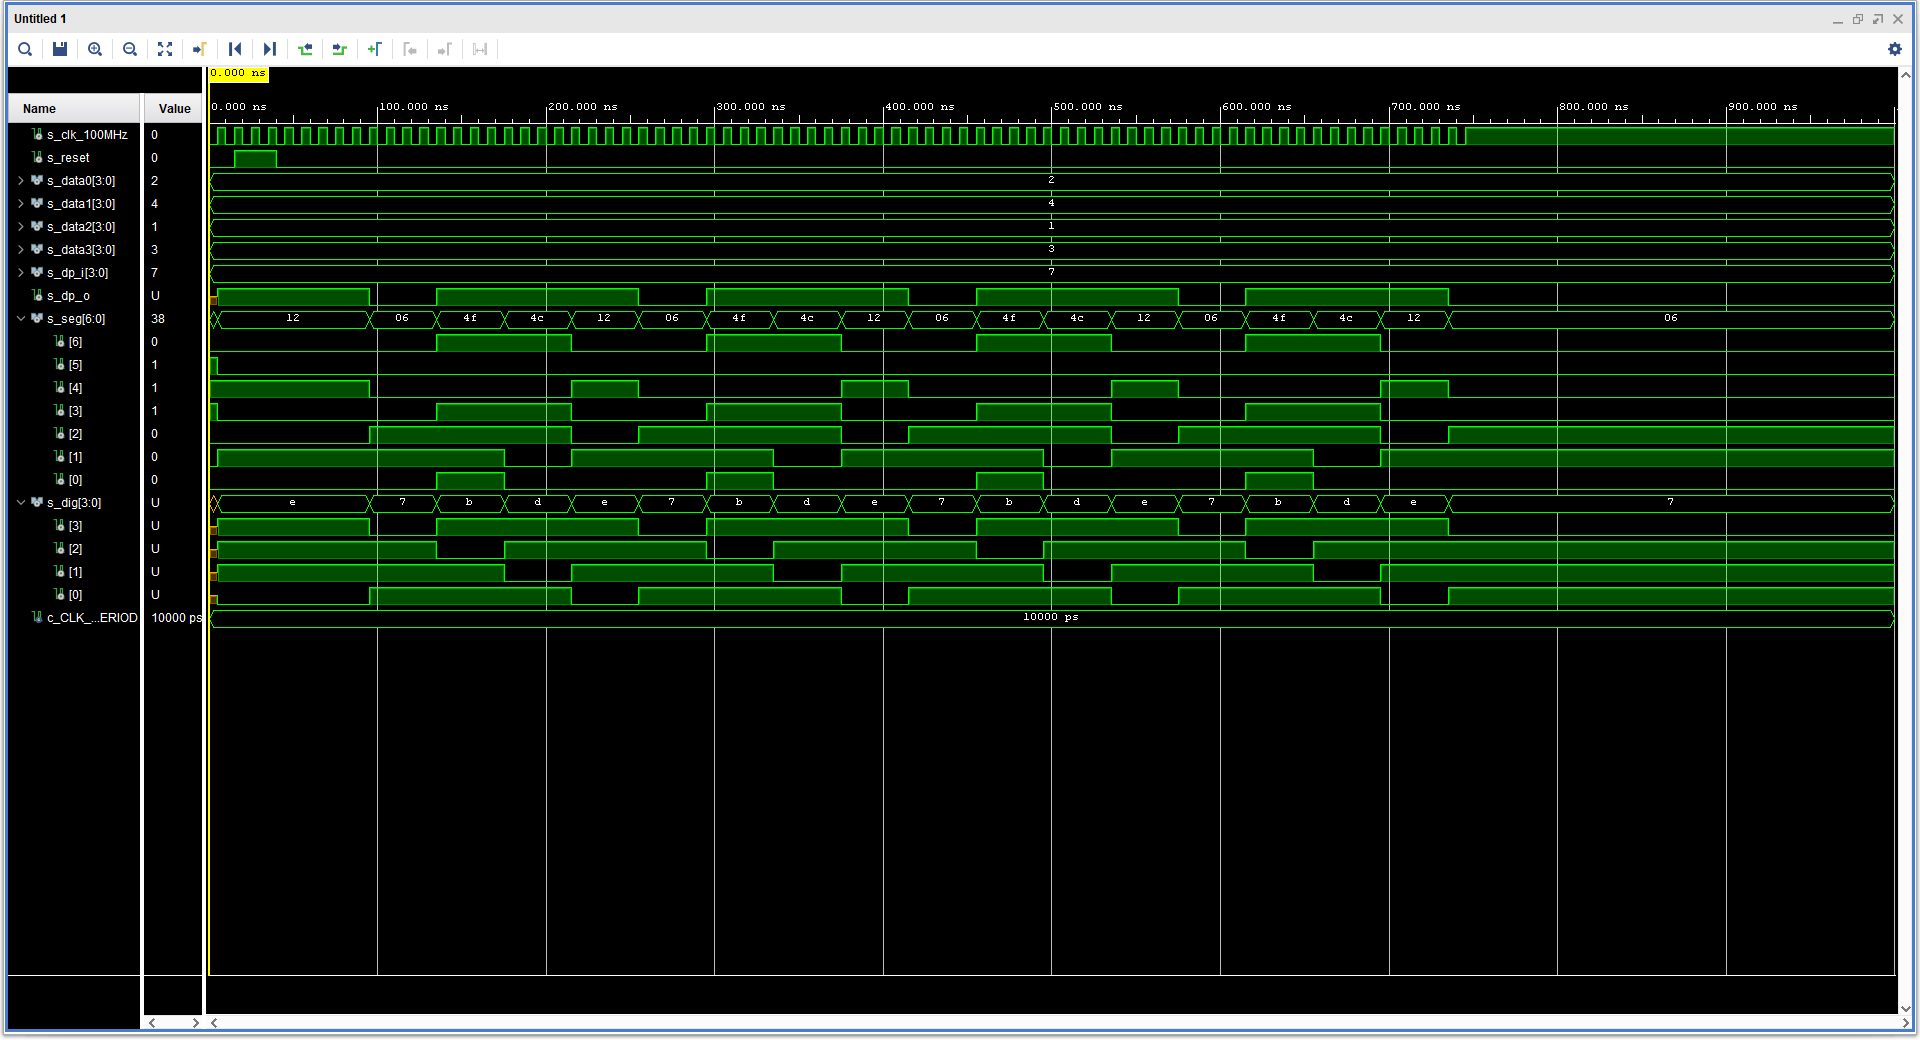 Untitled 1
0.000 ns
Name Value
0.000 ns 100.000 ns 200.000 ns 300.000 ns 400.000 ns 500.000 ns 600.000 ns 700.000 ns 800.000 ns 900.000 ns
s_clk_100MHz 0
s_reset 0
s_data0[3:0] 2 2
s_data1[3:0] 4 4
s_data2[3:0] 1 1
s_data3[3:0] 3 3
s_dp_i[3:0] 7 7
s_dp_o U
s_seg[6:0] 38 12 06 4f 4c 12 06 4f 4c 12 06 4f 4c 12 06 4f 4c 12 06
[6] 0
[5] 1
[4] 1
[3] 1
[2] 0
[1] 0
[0] 0
s_dig[3:0] U e 7 b d e 7 b d e 7 b d e 7 b d e 7
[3] U
[2] U
[1] U
[0] U
c_CLK_...ERIOD 10000 ps 10000 ps